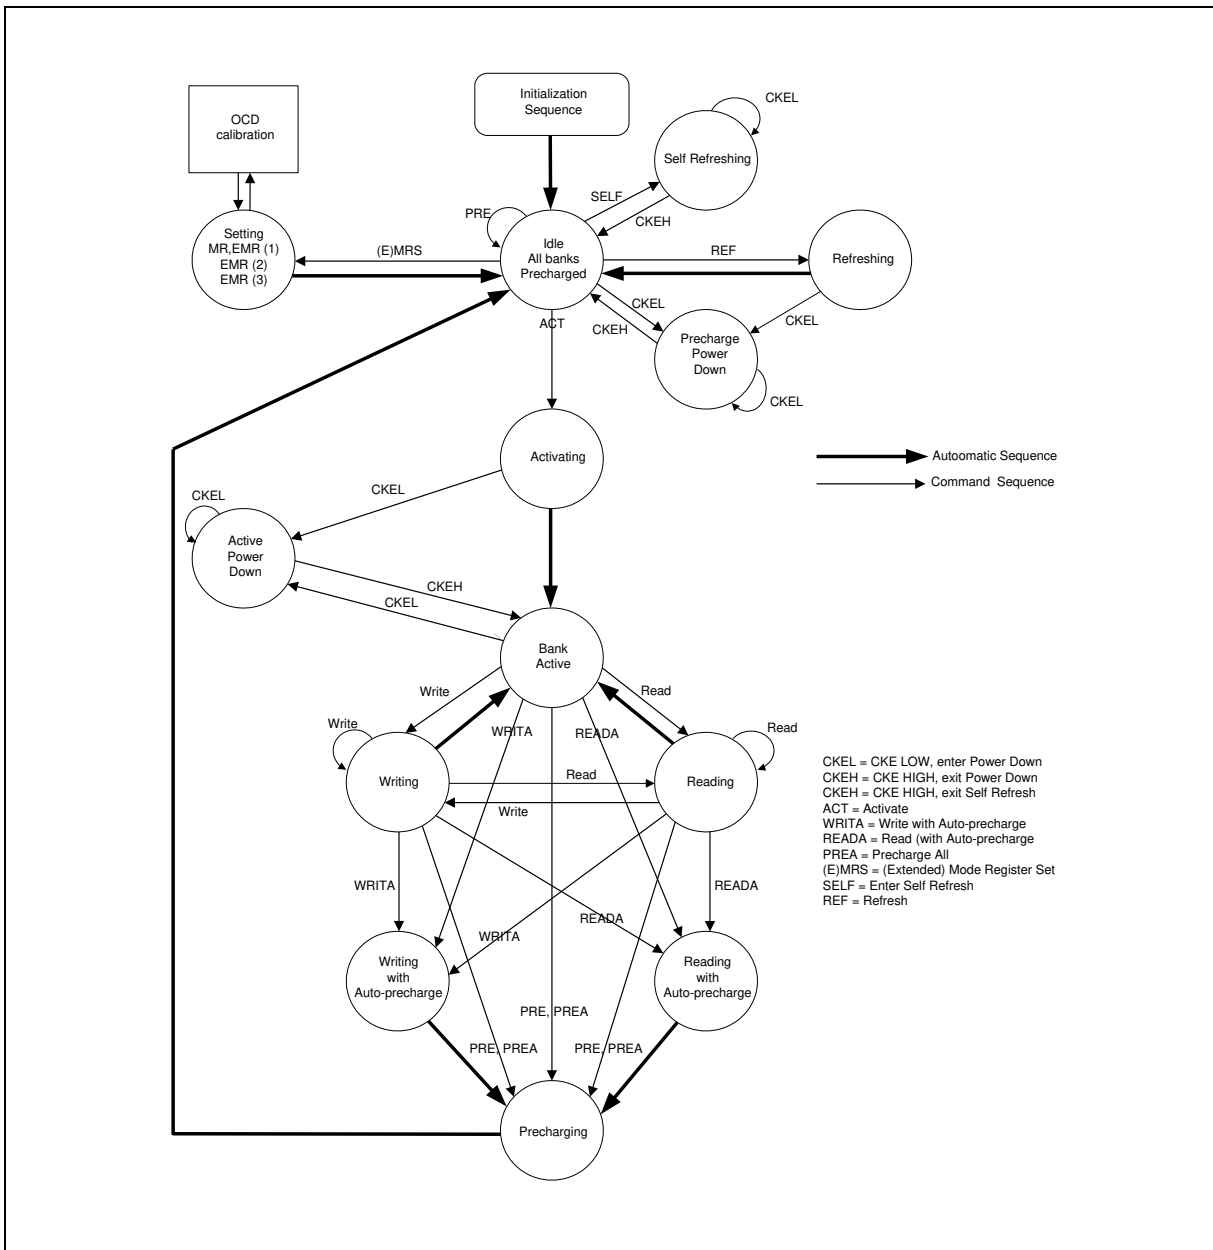 Initialization
Sequence
OCD
calibration
CKEL
Self Refreshing
SELF
CKEH
PRE
Setting
MR,EMR (1)
EMR (2)
EMR (3)
(E)MRS
Idle
All banks
Precharged
REF
Refreshing
CKEL
CKEH
CKEL
ACT
Precharge
Power
Down
CKEL
Activating
Autoomatic Sequence
Command Sequence
CKEL
CKEL
Active
Power
Down
CKEH
CKEL
Bank
Active
Write
Read
Write
WRITA
READA
Read
Writing
Read
Reading
Write
CKEL = CKE LOW, enter Power Down
CKEH = CKE HIGH, exit Power Down
CKEH = CKE HIGH, exit Self Refresh
ACT = Activate
WRITA = Write with Auto-precharge
READA = Read (with Auto-precharge
PREA = Precharge All
(E)MRS = (Extended) Mode Register Set
SELF = Enter Self Refresh
REF = Refresh
WRITA
READA
READA
WRITA
Writing
with
Auto-precharge
Reading
with
Auto-precharge
PRE, PREA
PRE, PREA
PRE, PREA
Precharging